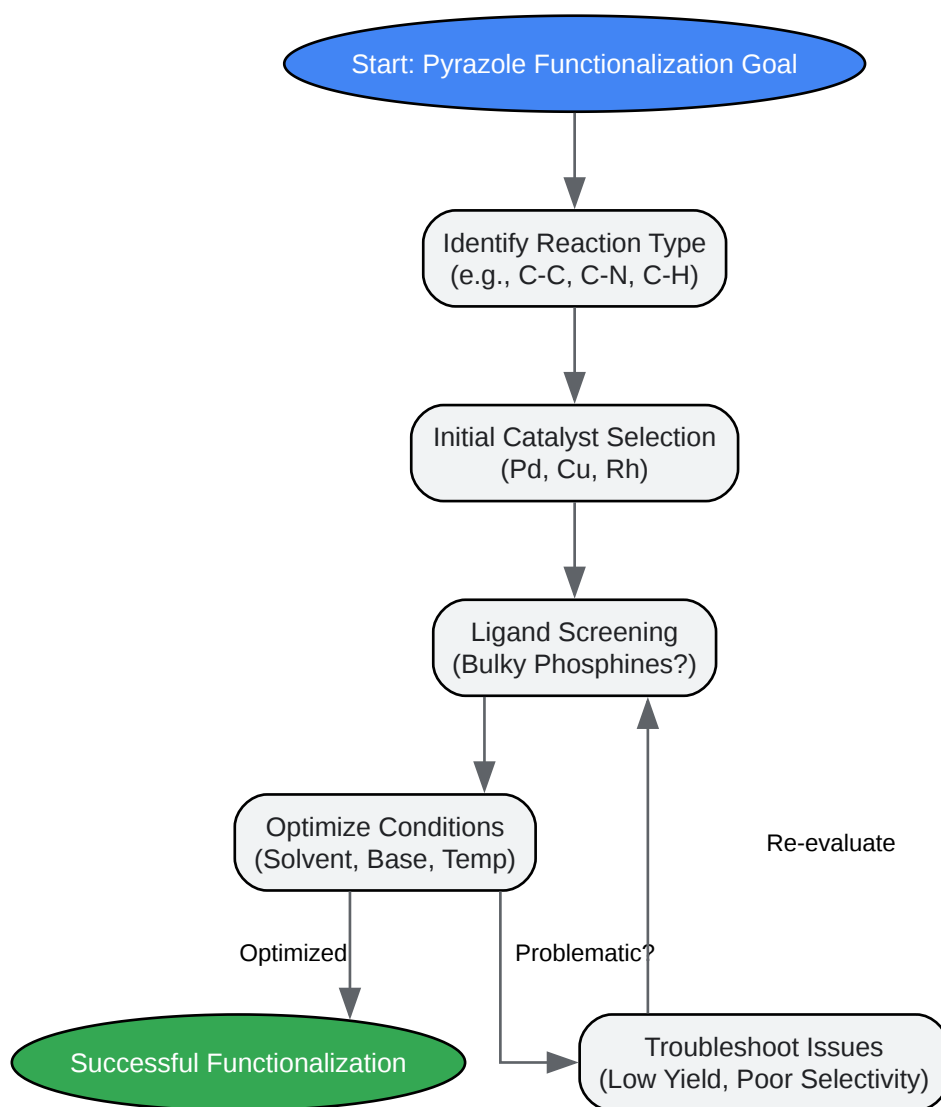 Start: Pyrazole Functionalization Goal
Identify Reaction Type
(e.g., C-C, C-N, C-H)
Initial Catalyst Selection
(Pd, Cu, Rh)
Ligand Screening
(Bulky Phosphines?)
Optimize Conditions
(Solvent, Base, Temp)
Re-evaluate
Optimized
Problematic?
Successful Functionalization
Troubleshoot Issues
(Low Yield, Poor Selectivity)